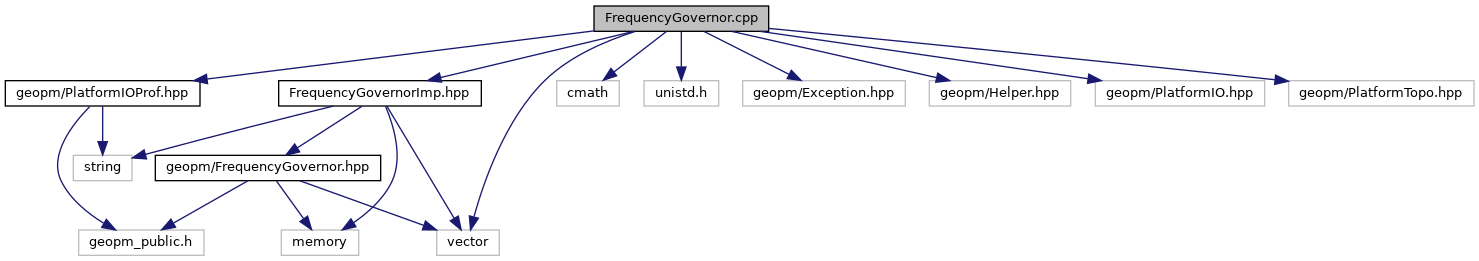 FrequencyGovernor.cpp
geopm/PlatformIOProf.hpp
FrequencyGovernorImp.hpp
cmath
unistd.h
geopm/Exception.hpp
geopm/Helper.hpp
geopm/PlatformIO.hpp
geopm/PlatformTopo.hpp
string
geopm/FrequencyGovernor.hpp
geopm_public.h
memory
vector